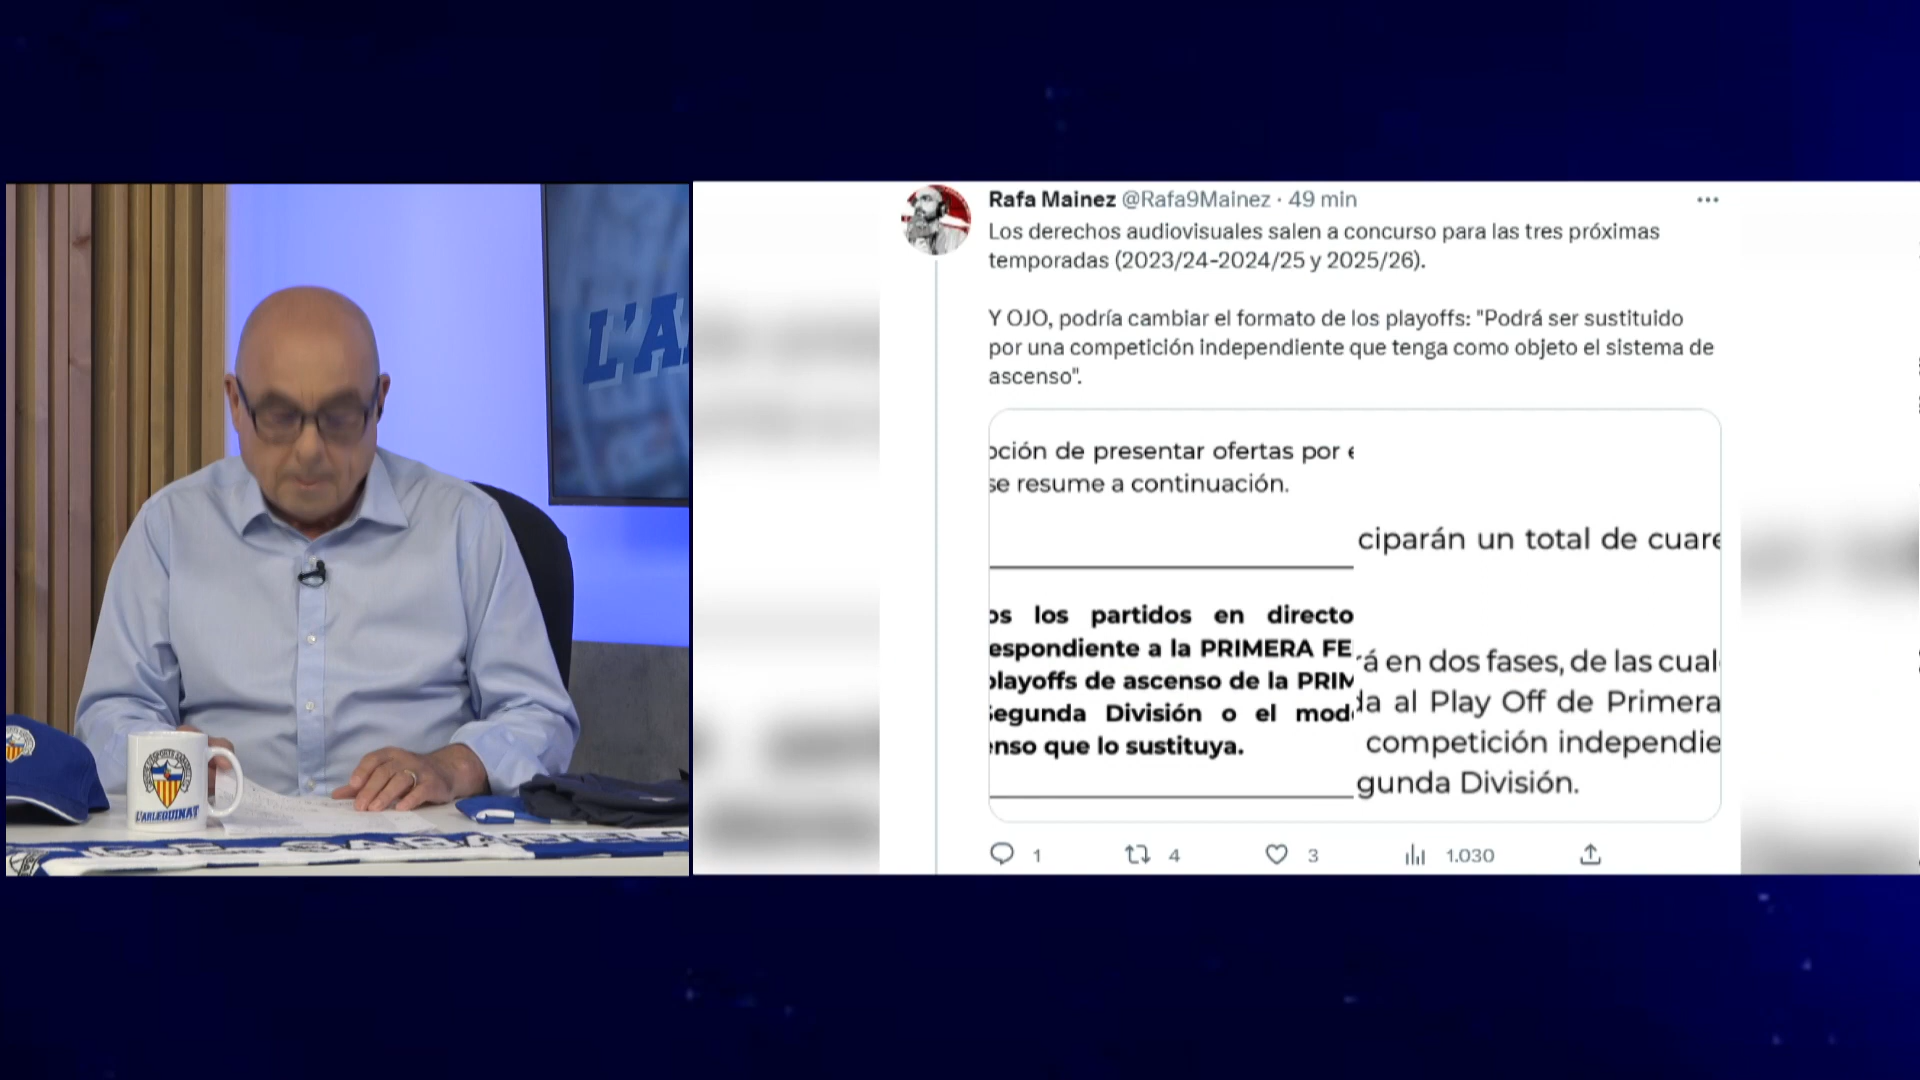 L'A
L'ARLEQUINAT
Rafa Mainez @Rafa9Mainez · 49 min
Los derechos audiovisuales salen a concurso para las tres próximas
temporadas (2023/24-2024/25 y 2025/26).
Y OJO, podría cambiar el formato de los playoffs: "Podrá ser sustituido
por una competición independiente que tenga como objeto el sistema de
ascenso".
oción de presentar ofertas por e
se resume a continuación.
os los partidos en directo
espondiente a la PRIMERA FE
playoffs de ascenso de la PRIM
Segunda División o el mod
enso que lo sustituya.
ciparán un total de cuare
rá en dos fases, de las cual
da al Play Off de Primera
competición independie
gunda División.
1 4 3 1.030